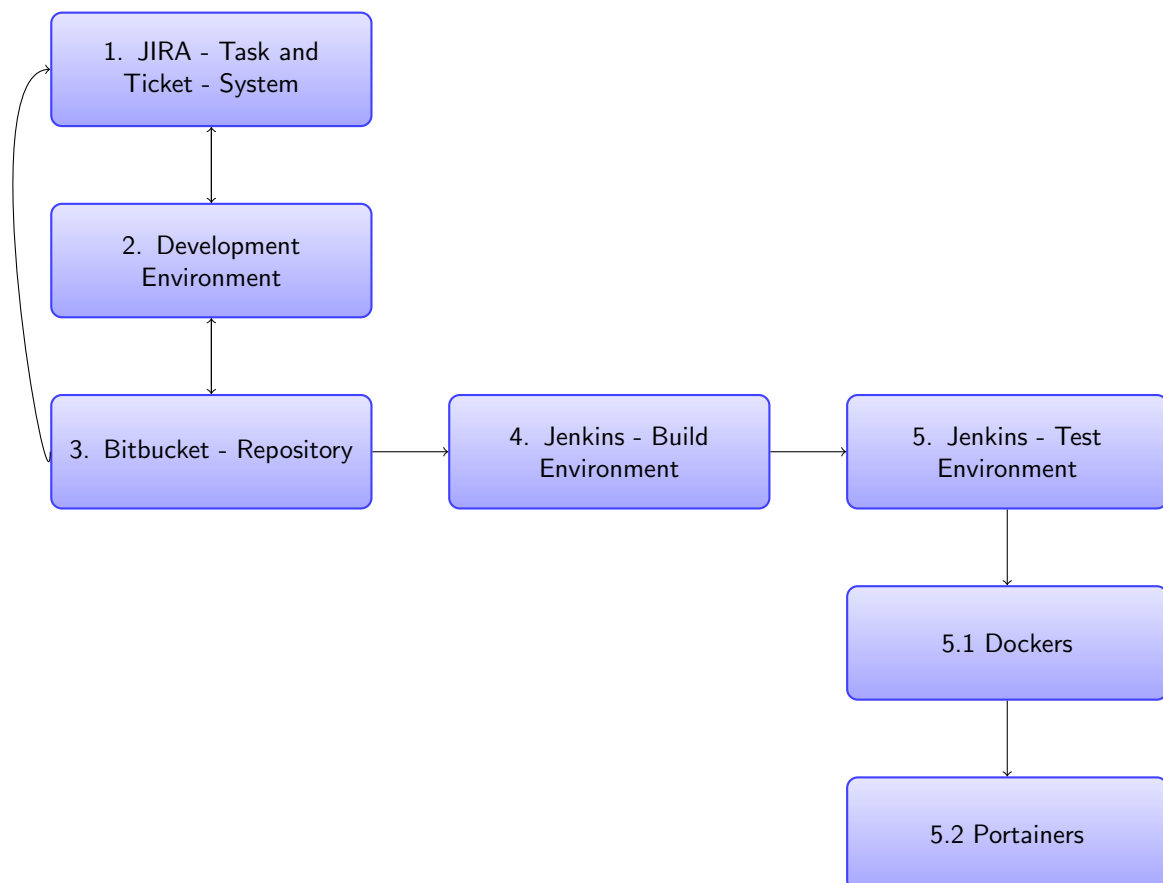 1. JIRA - Task and
Ticket - System
2. Development
Environment
3. Bitbucket - Repository
4. Jenkins - Build
Environment
5. Jenkins - Test
Environment
5.1 Dockers
5.2 Portainers